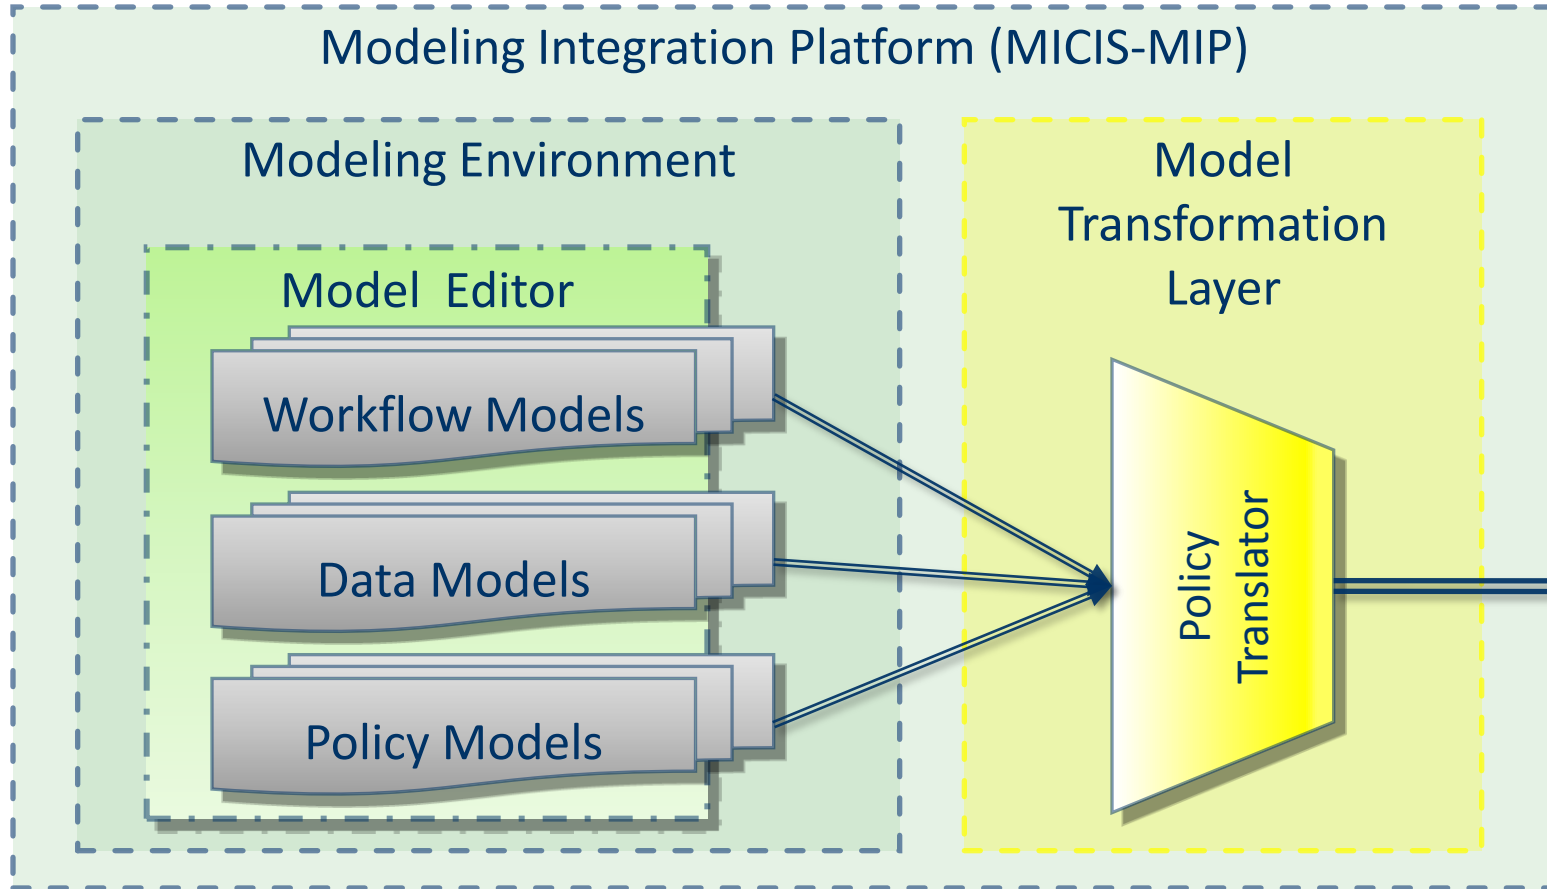 Modeling Integration Platform (MICIS-MIP)
Modeling Environment
Model Editor
Workflow Models
Data Models
Policy Models
Model
Transformation
Layer
Policy
Translator